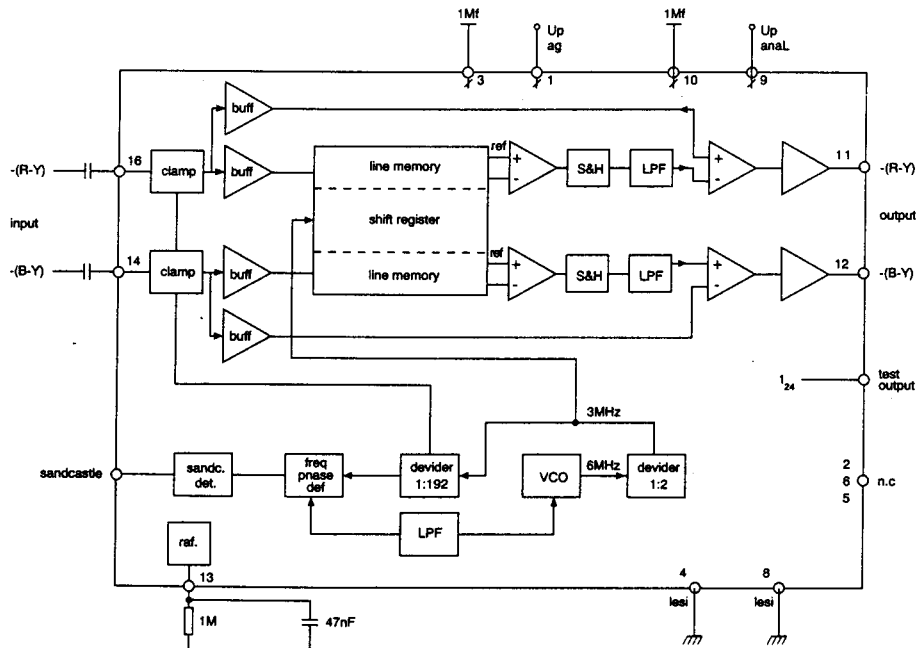 1Mf
Up
ag
1Mf
Up
anaL
3
1
10
9
buff
-(R-Y)
16
clamp
buff
line memory
ref
+
-
S&H
LPF
+
-
11
-(R-Y)
input
shift register
output
-(B-Y)
14
clamp
buff
line memory
ref
+
-
S&H
LPF
+
-
12
-(B-Y)
buff
1 24
test
output
3MHz
sandcastle
sandc.
det.
freq
pnase
def
devider
1:192
VCO
6MHz
devider
1:2
2
6
5
n.c
LPF
raf.
13
4
lesi
8
lesi
1M
47nF